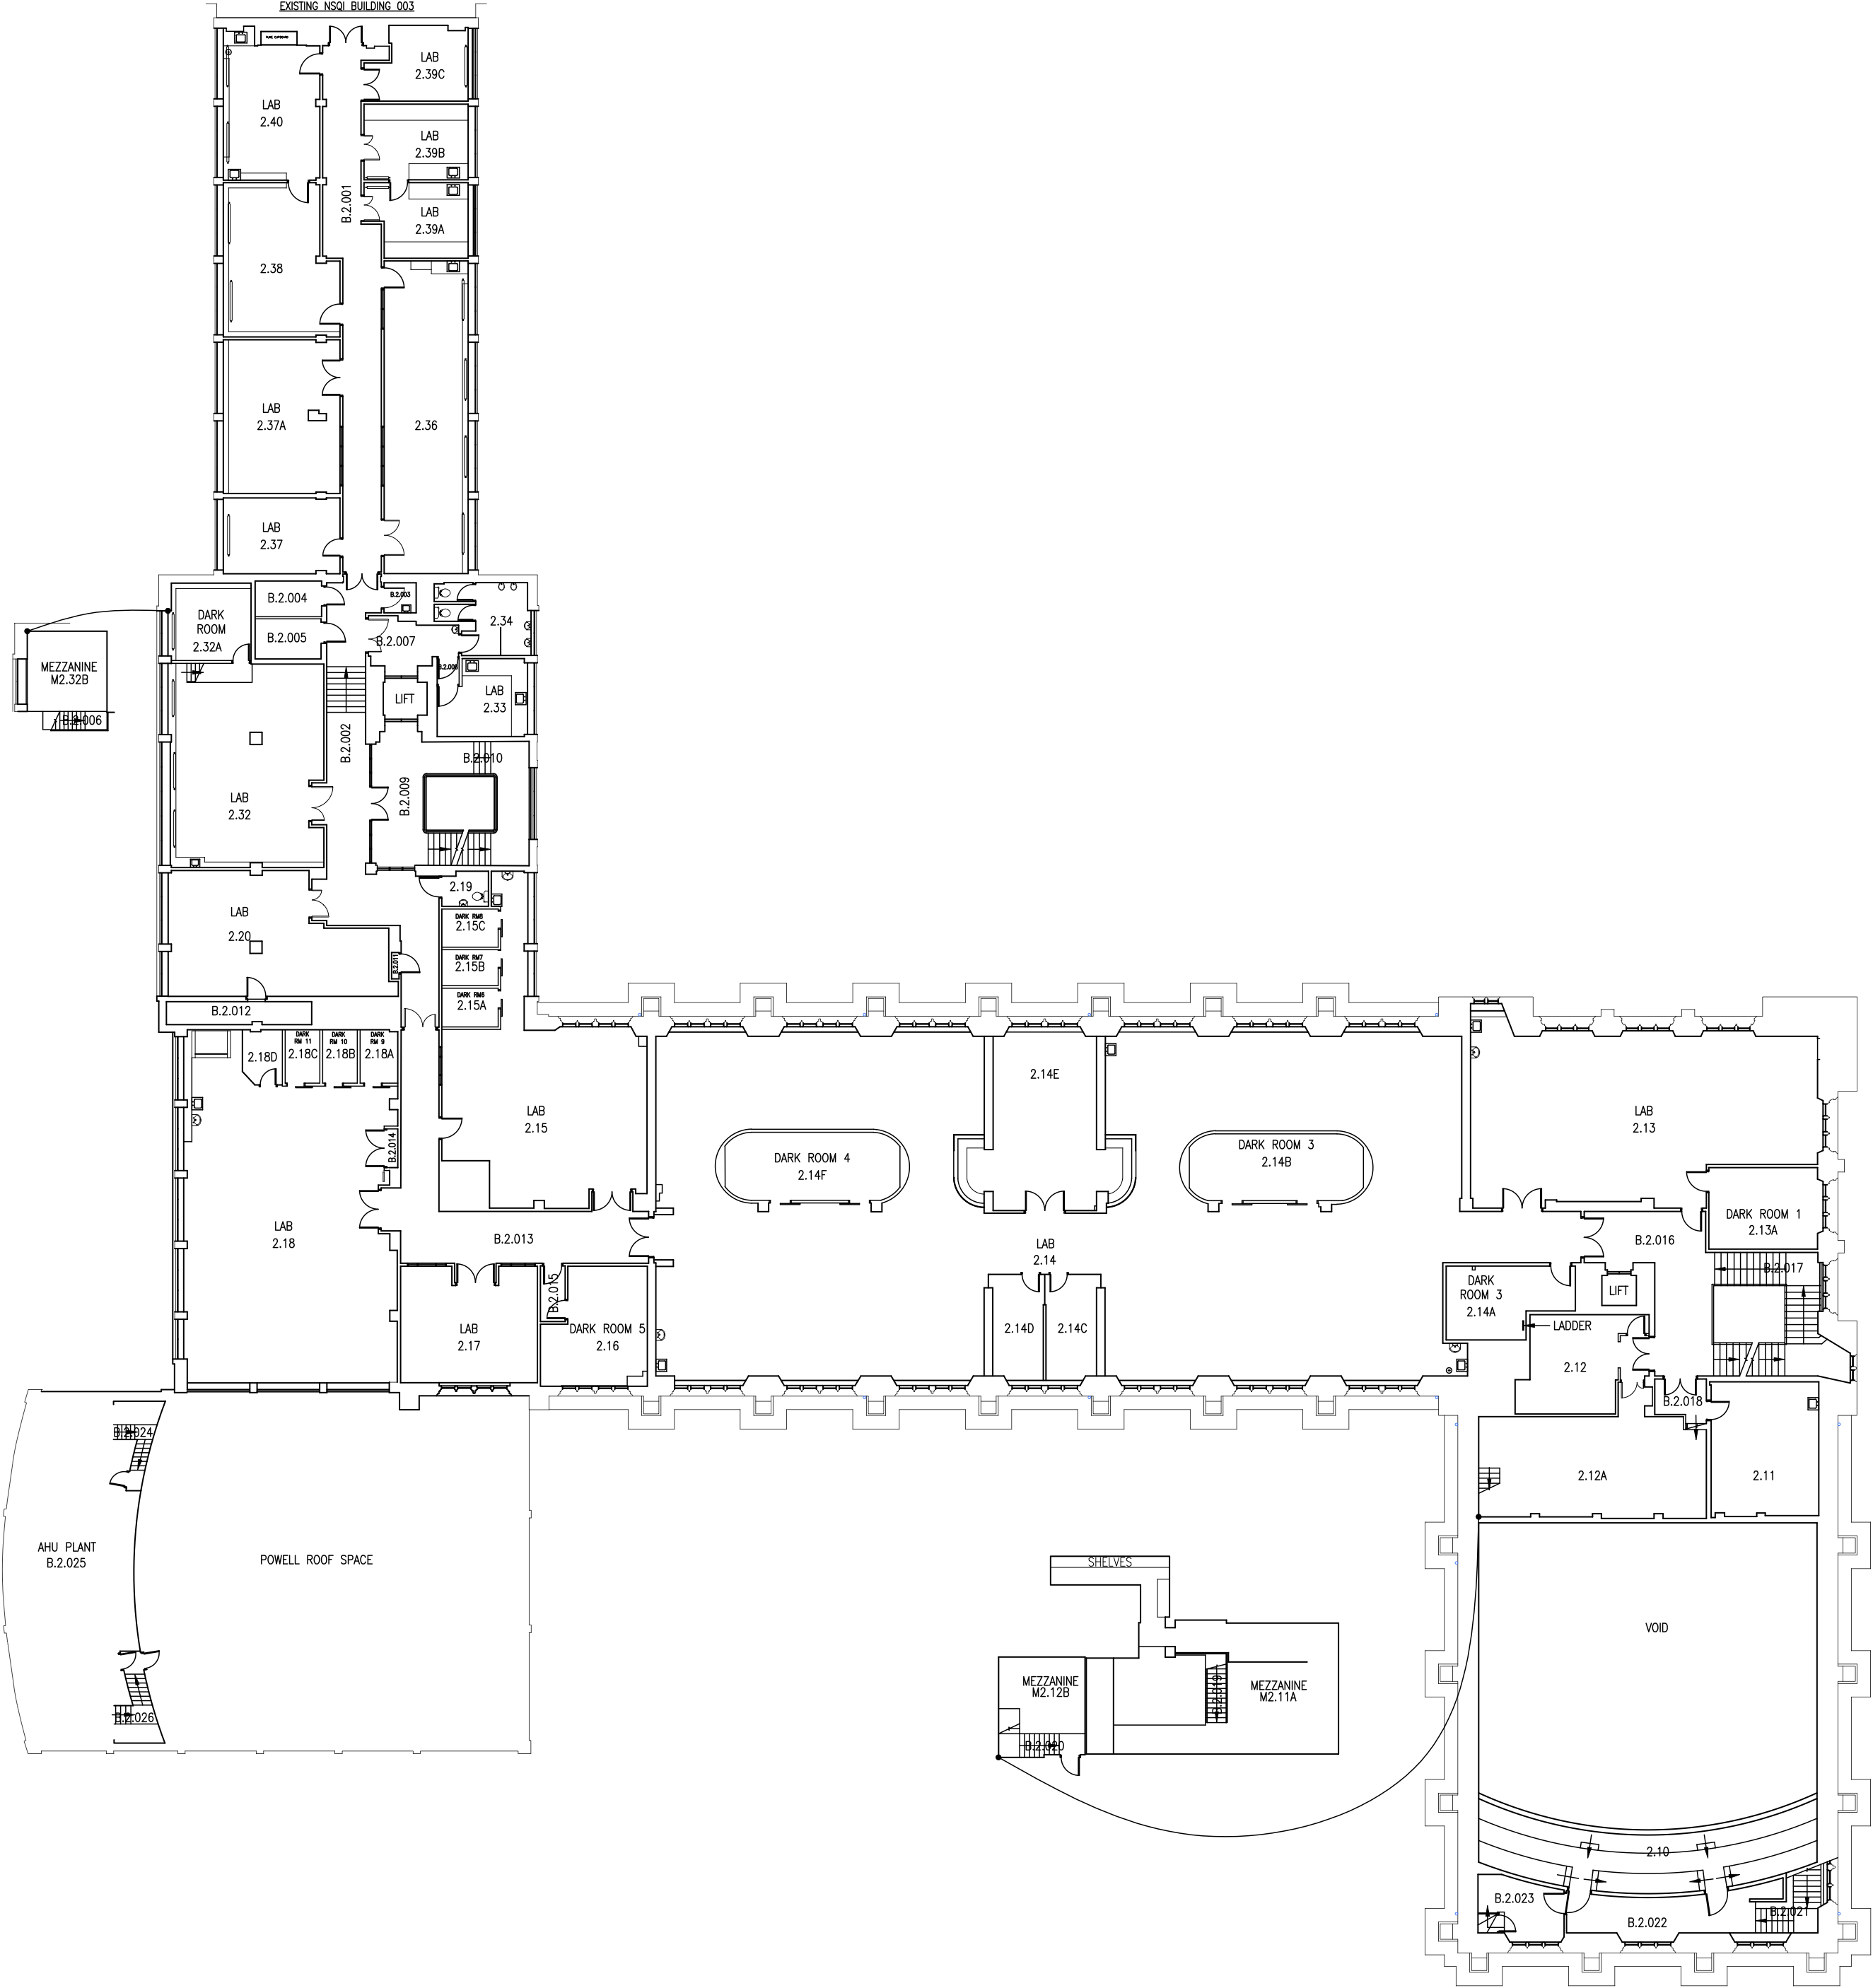 EXISTING NSQI BUILDING 003
FUME CUPBOARD
LAB
2.39C
LAB
2.40
LAB
2.39B
B.2.001
LAB
2.39A
2.38
LAB
2.37A
2.36
LAB
2.37
B.2.004
B.2.003
DARK
ROOM
2.32A
2.34
B.2.005
B.2.007
MEZZANINE
M2.32B
B.2.006
LIFT
LAB
2.33
B.2.002
B.2.010
B.2.009
LAB
2.32
2.19
LAB
2.20
DARK RM8
2.15C
DARK RM7
2.15B
B.2.011
DARK RM6
2.15A
B.2.012
DARK
RM 11
2.18C
DARK
RM 10
2.18B
DARK
RM 9
2.18A
2.18D
2.14E
LAB
2.15
LAB
2.13
B.2.014
DARK ROOM 4
2.14F
DARK ROOM 3
2.14B
LAB
2.18
B.2.013
DARK ROOM 1
2.13A
LAB
2.14
B.2.016
B.2.017
B.2.015
DARK
ROOM 3
2.14A
LIFT
LAB
2.17
DARK ROOM 5
2.16
2.14D
2.14C
LADDER
2.12
B.2.018
B.2.024
2.12A
2.11
AHU PLANT
B.2.025
POWELL ROOF SPACE
SHELVES
VOID
MEZZANINE
M2.12B
B.2.019
MEZZANINE
M2.11A
B.2.026
B.2.020
2.10
B.2.023
B.2.022
B.2.021